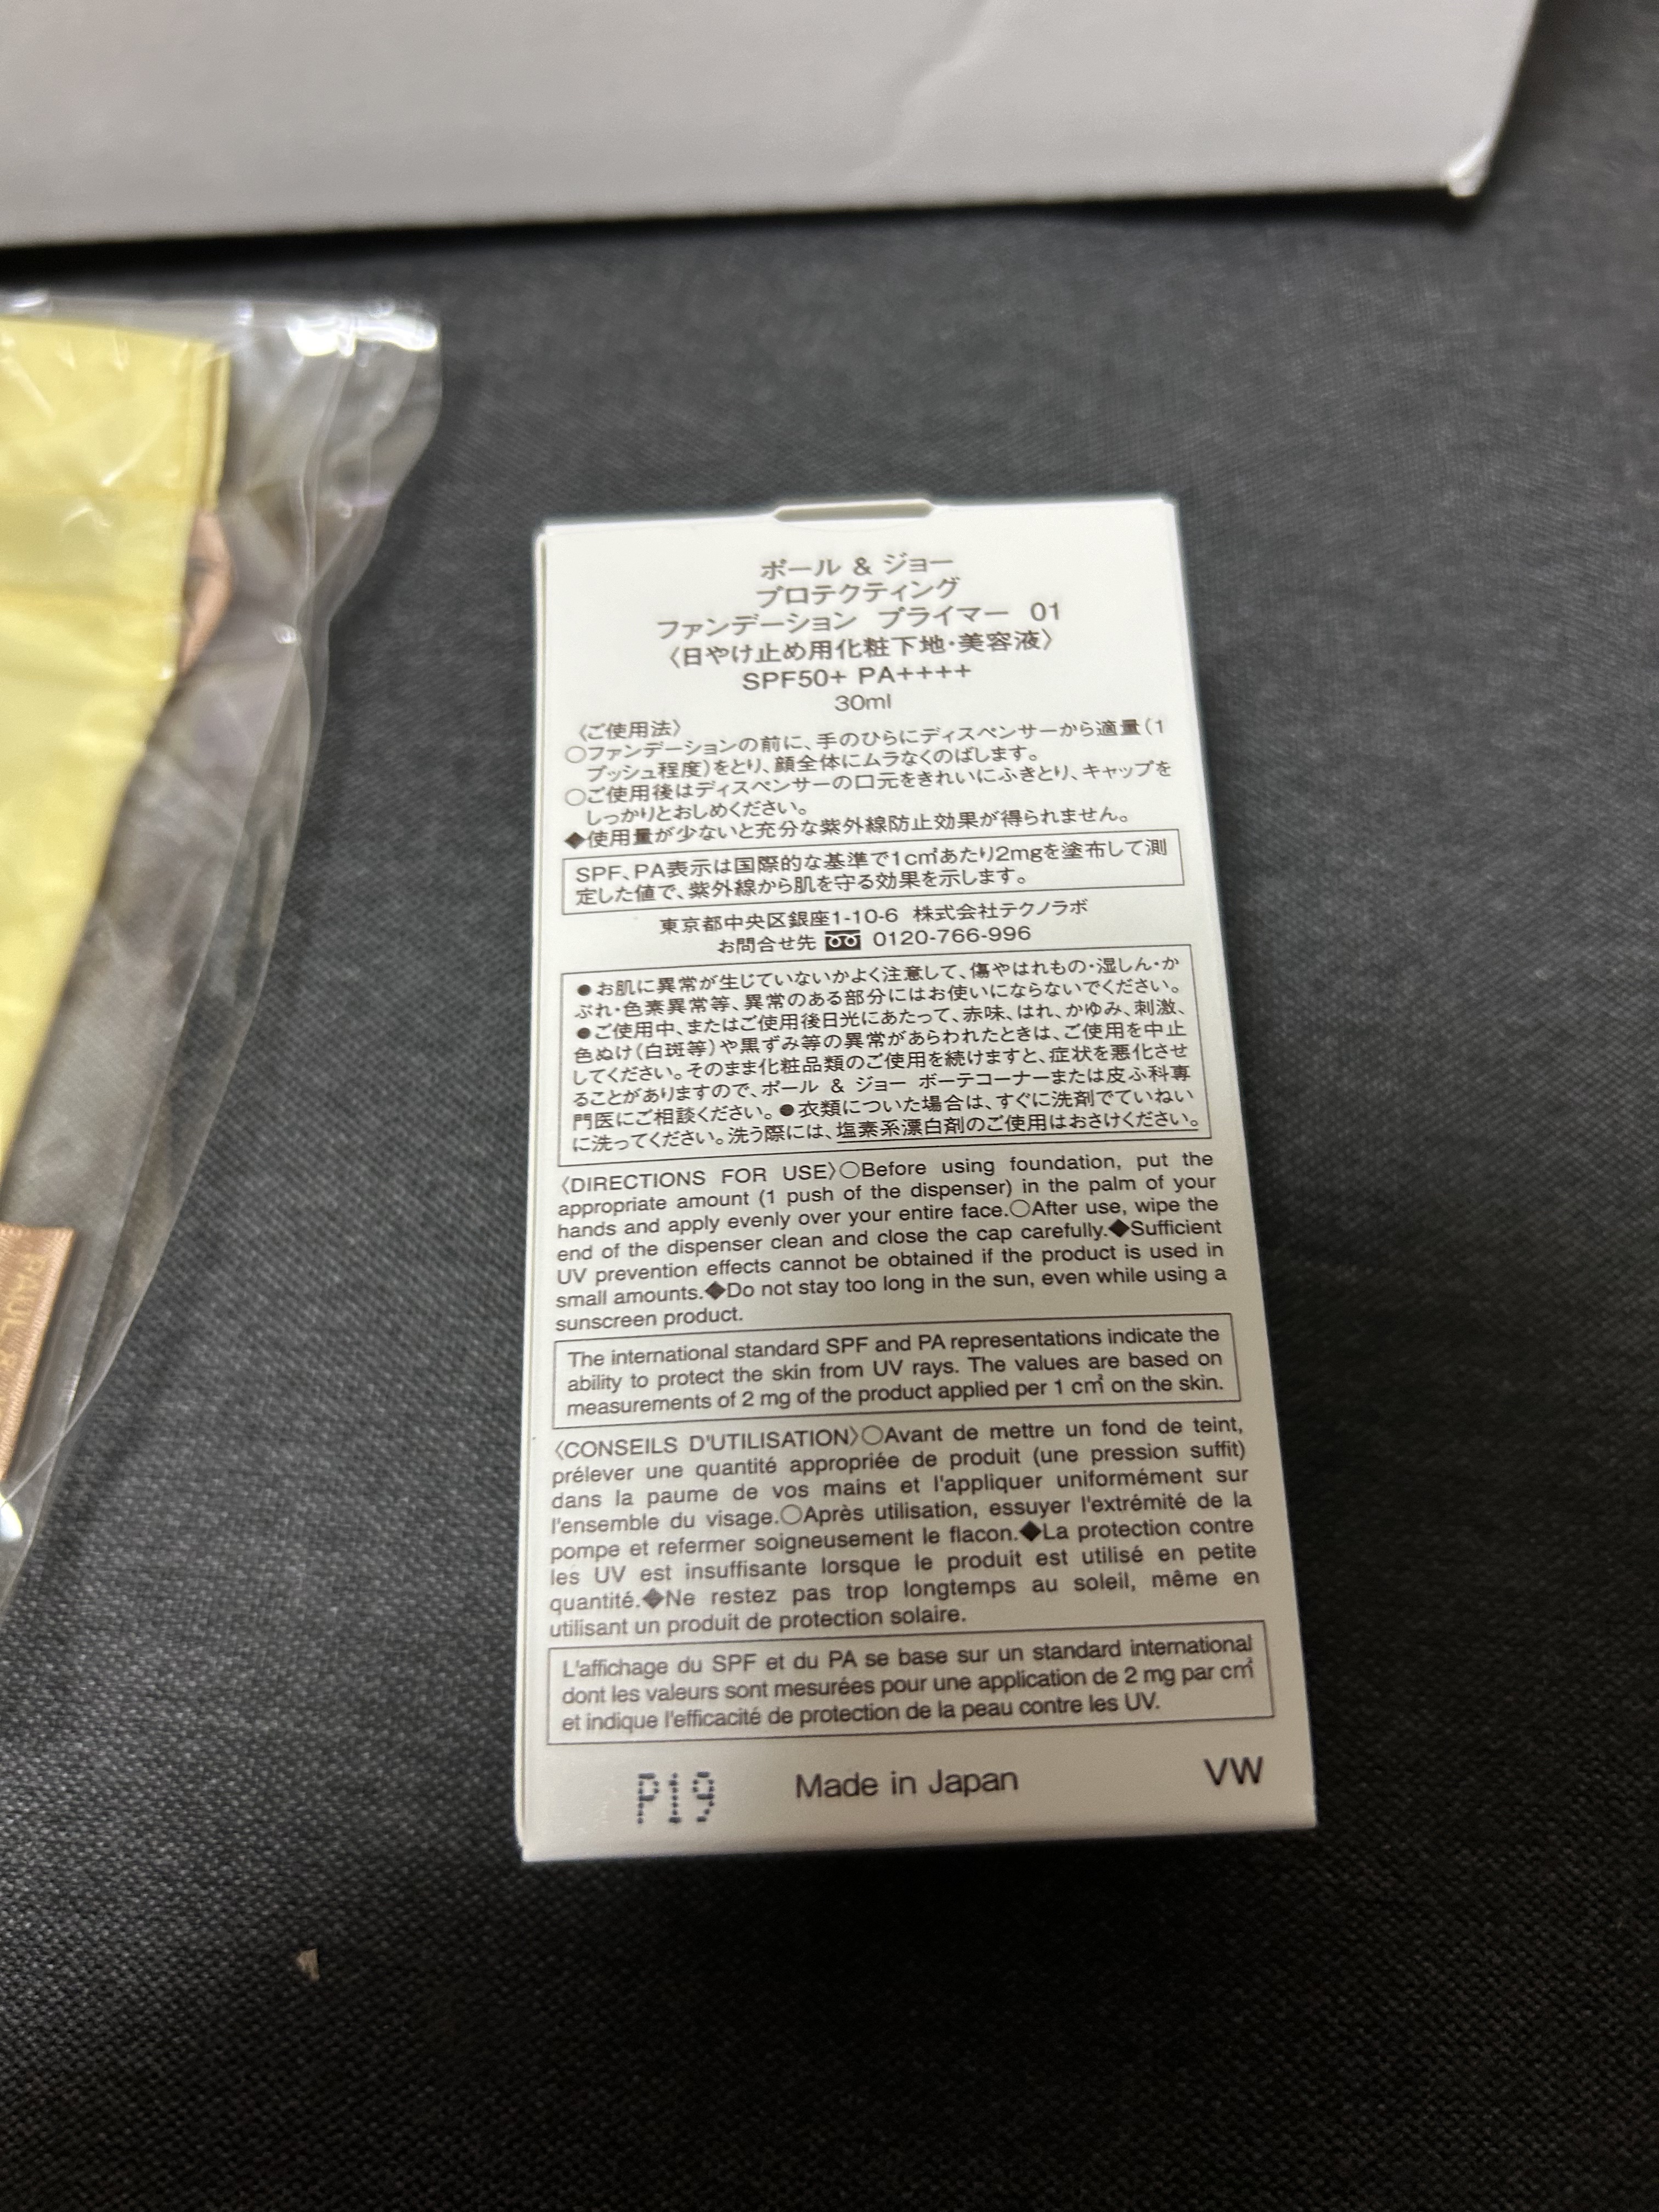 ポール & ジョー
プロテクティング
ファンデーション プライマー 01
〈日やけ止め用化粧下地・美容液〉
SPF50+ PA++++
30ml
〈ご使用法〉
○ファンデーションの前に、手のひらにディスペンサーから適量(1
プッシュ程度)をとり、顔全体にムラなくのばします。
○ご使用後はディスペンサーの口元をきれいにふきとり、キャップを
しっかりとおしめください。
◆使用量が少ないと充分な紫外線防止効果が得られません。
SPF、PA表示は国際的な基準で1c㎡あたり2mgを塗布して測
定した値で、紫外線から肌を守る効果を示します。
東京都中央区銀座1-10-6 株式会社テクノラボ
お問合せ先 0120-766-996
●お肌に異常が生じていないかよく注意して、傷やはれもの・湿しん・か
ぶれ・色素異常等、異常のある部分にはお使いにならないでください。
●ご使用中、またはご使用後日光にあたって、赤味、はれ、かゆみ、刺激、
色ぬけ(白斑等)や黒ずみ等の異常があらわれたときは、ご使用を中止
してください。そのまま化粧品類のご使用を続けますと、症状を悪化させ
ることがありますので、ポール & ジョー ボーテコーナーまたは皮ふ科専
門医にご相談ください。●衣類についた場合は、すぐに洗剤でていねい
に洗ってください。洗う際には、塩素系漂白剤のご使用はおさけください。
〈DIRECTIONS FOR USE〉○Before using foundation, put the
appropriate amount (1 push of the dispenser) in the palm of your
hands and apply evenly over your entire face.○After use, wipe the
end of the dispenser clean and close the cap carefully.◆Sufficient
UV prevention effects cannot be obtained if the product is used in
small amounts.◆Do not stay too long in the sun, even while using a
sunscreen product.
The international standard SPF and PA representations indicate the
ability to protect the skin from UV rays. The values are based on
measurements of 2 mg of the product applied per 1 cm² on the skin.
〈CONSEILS D'UTILISATION〉○Avant de mettre un fond de teint,
prélever une quantité appropriée de produit (une pression suffit)
dans la paume de vos mains et l'appliquer uniformément sur
l'ensemble du visage.○Après utilisation, essuyer l'extrémité de la
pompe et refermer soigneusement le flacon.◆La protection contre
les UV est insuffisante lorsque le produit est utilisé en petite
quantité.◆Ne restez pas trop longtemps au soleil, même en
utilisant un produit de protection solaire.
L'affichage du SPF et du PA se base sur un standard international
dont les valeurs sont mesurées pour une application de 2 mg par cm²
et indique l'efficacité de protection de la peau contre les UV.
P19 Made in Japan VW
PAUL